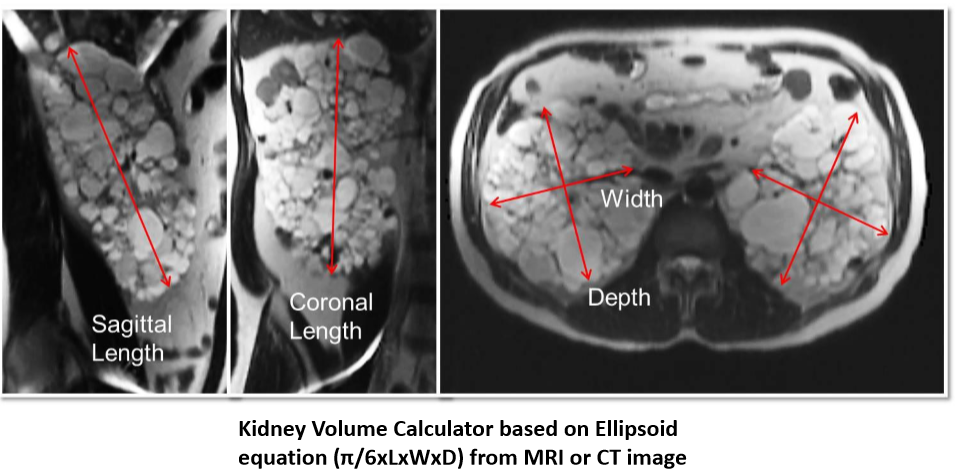 Sagittal
Length
Coronal
Length
Width
Depth
Kidney Volume Calculator based on Ellipsoid
equation (π/6xLxWxD) from MRI or CT image